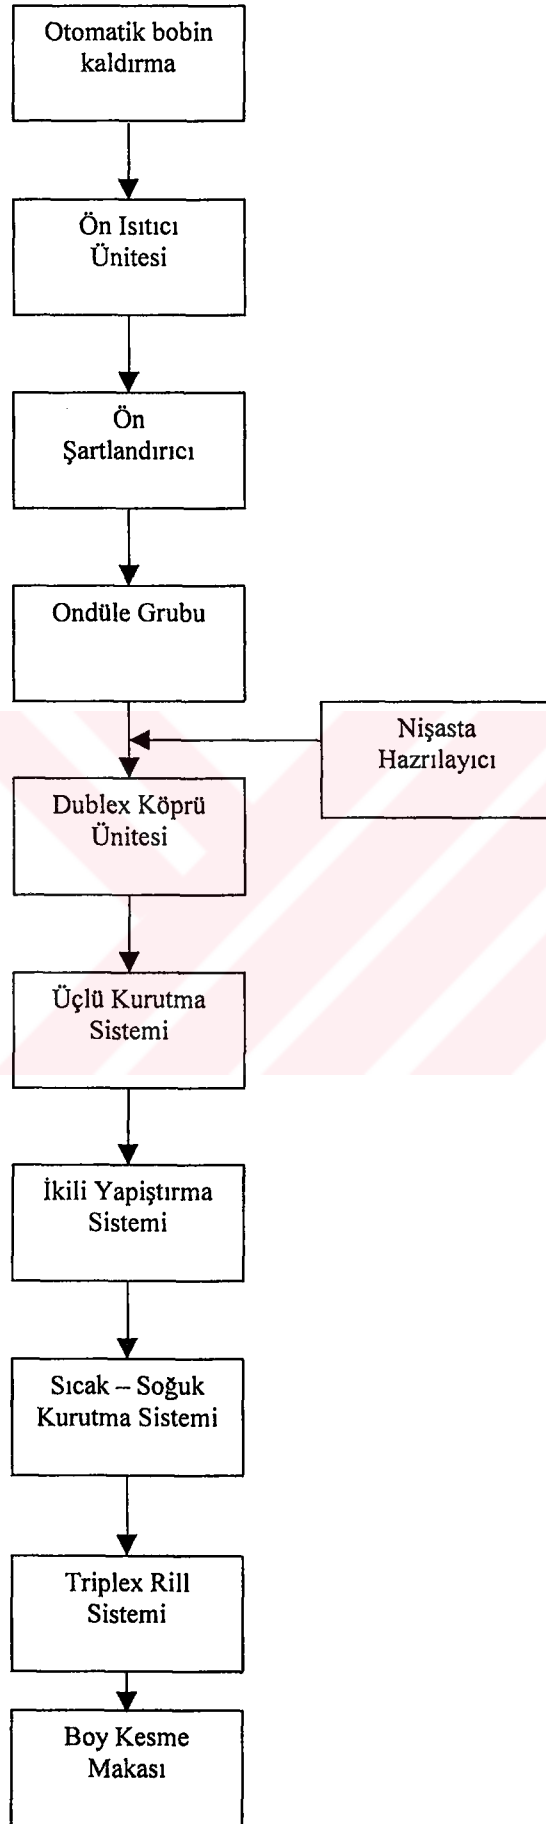 Otomatik bobin
kaldırma
Ön Isıtıcı
Ünitesi
Ön
Şartlandırıcı
Ondüle Grubu
Nişasta
Hazrılayıcı
Dublex Köprü
Ünitesi
Üçlü Kurutma
Sistemi
İkili Yapiştırma
Sistemi
Sıcak – Soğuk
Kurutma Sistemi
Triplex Rill
Sistemi
Boy Kesme
Makası